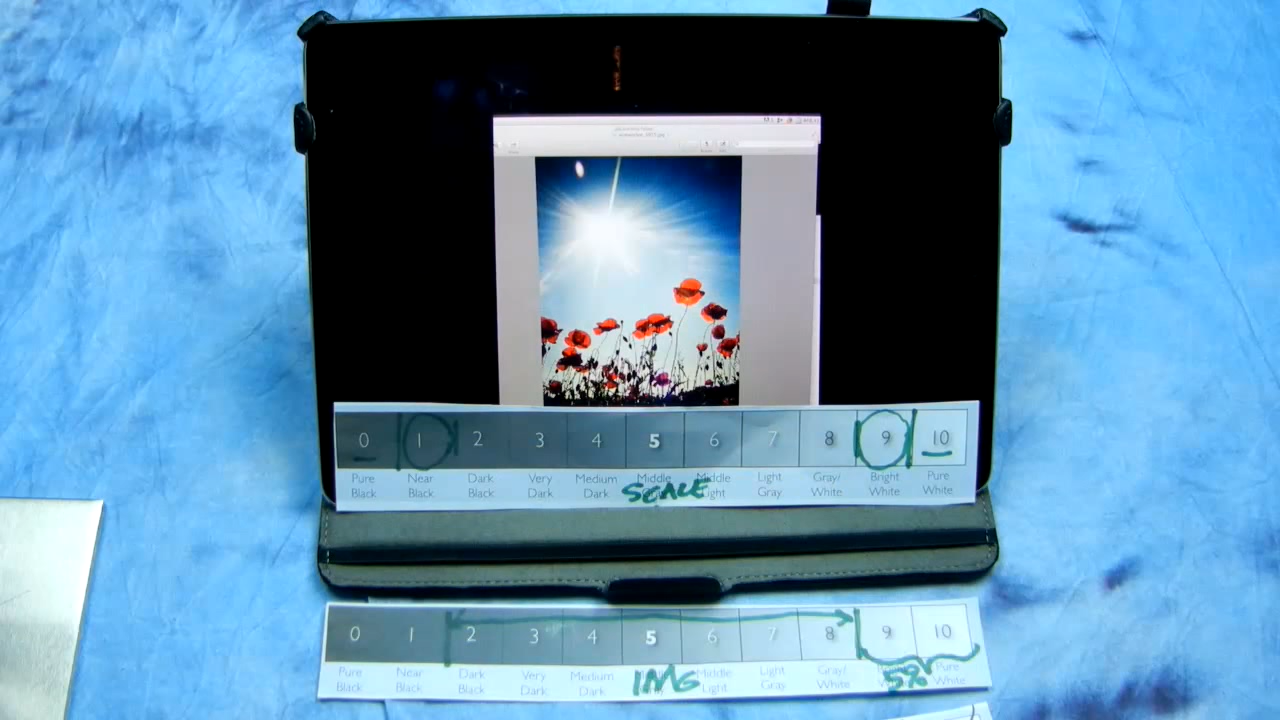 0 1 2 3 4 5 6 7 8 9 10
Pure Near Dark Very Medium Middle Middle Light Gray/ Bright Pure
Black Black Black Dark Dark Light Gray White White White
SCALE
0 1 2 3 4 5 6 7 8 9 10
Pure Near Dark Very Medium Middle Light Gray/ Pure
Black Black Black Dark Dark Light Gray White White
IMG
5%